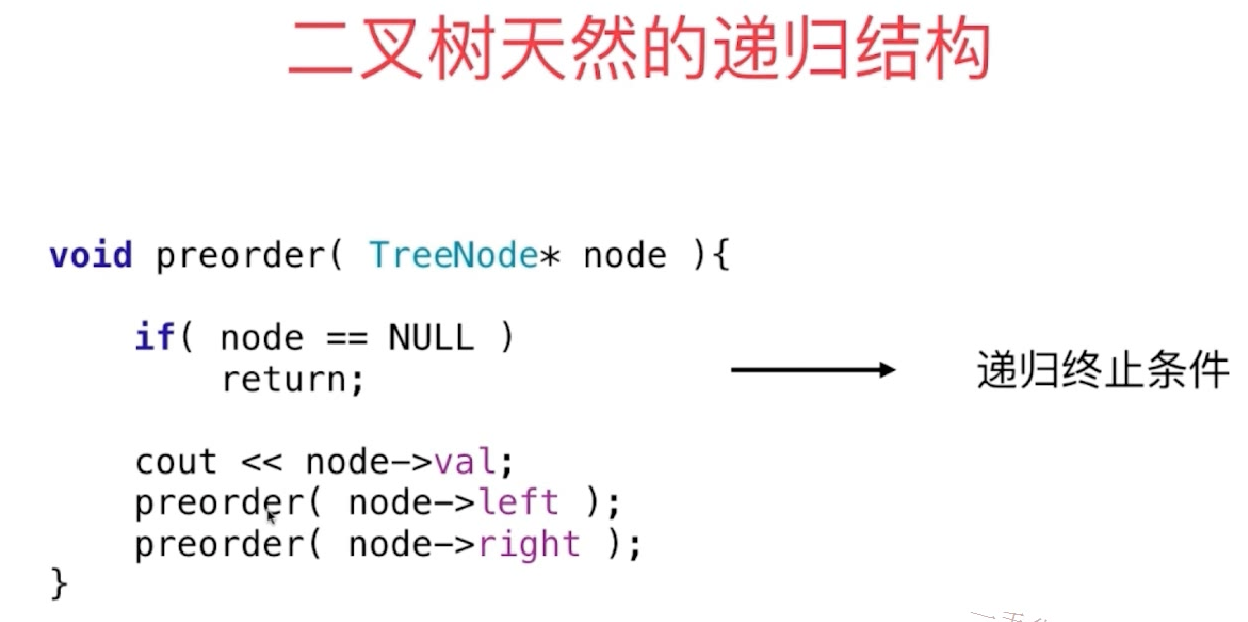 二叉树天然的递归结构
void preorder( TreeNode* node ){
if( node == NULL )
return;
递归终止条件
cout << node->val;
preorder( node->left );
preorder( node->right );
}